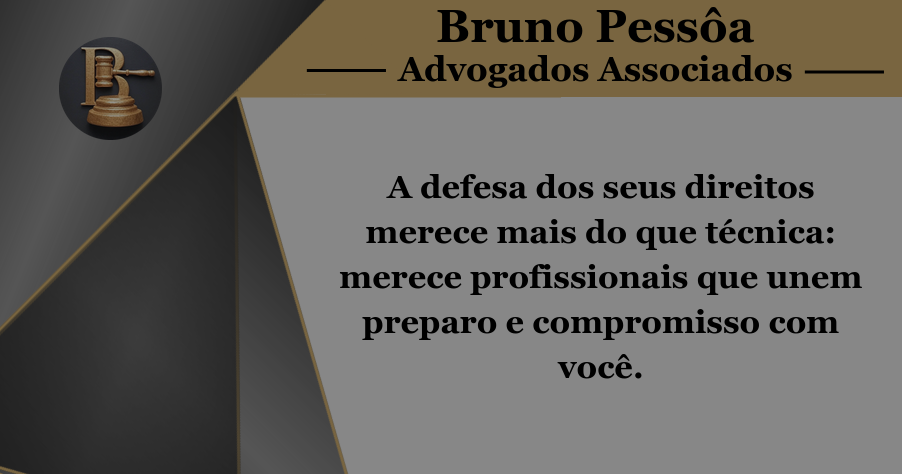 Bruno Pessôa
Advogados Associados
B
A defesa dos seus direitos
merece mais do que técnica:
merece profissionais que unem
preparo e compromisso com
você.